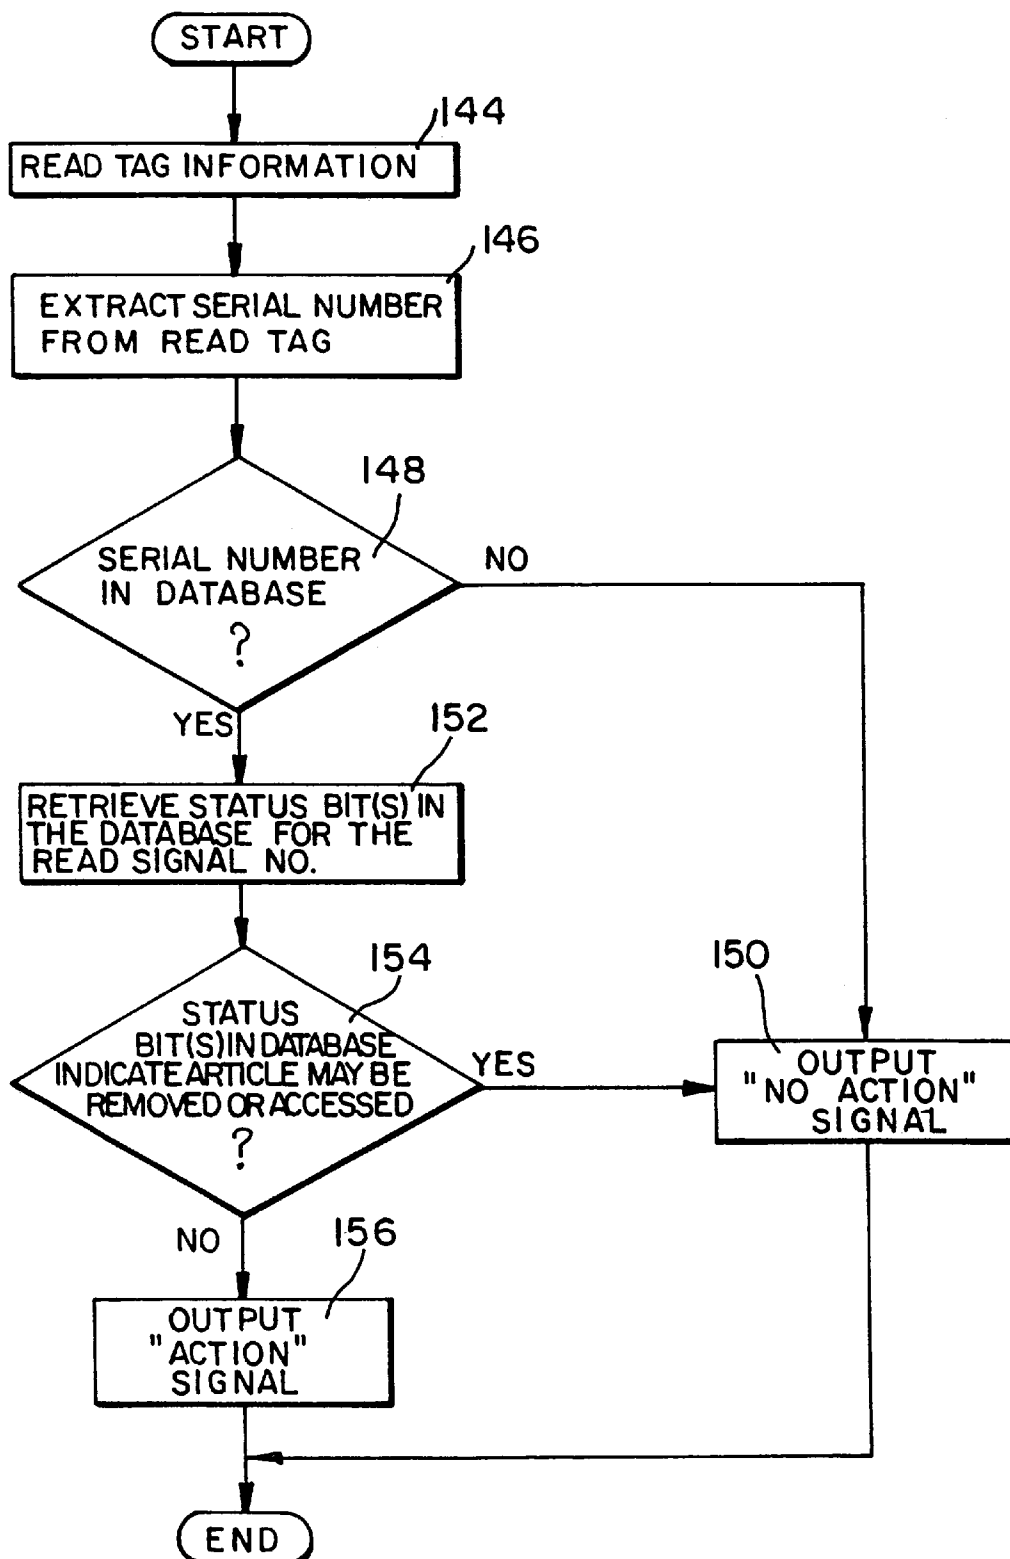 START
144
READ TAG INFORMATION
146
EXTRACT SERIAL NUMBER
FROM READ TAG
148
SERIAL NUMBER
IN DATABASE
?
NO
YES
152
RETRIEVE STATUS BIT(S) IN
THE DATABASE FOR THE
READ SIGNAL NO.
154
STATUS
BIT(S) IN DATABASE
INDICATE ARTICLE MAY BE
REMOVED OR ACCESSED
?
YES
150
OUTPUT
"NO ACTION"
SIGNAL
NO
156
OUTPUT
"ACTION"
SIGNAL
END